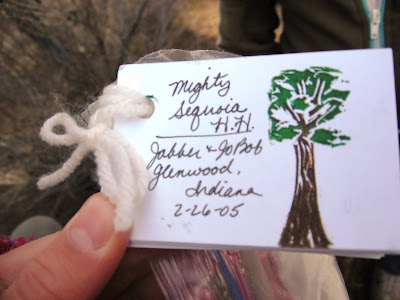 Mighty
Sequoia
H.H.
Jabber & JoBob
Glenwood,
Indiana
2-26-05